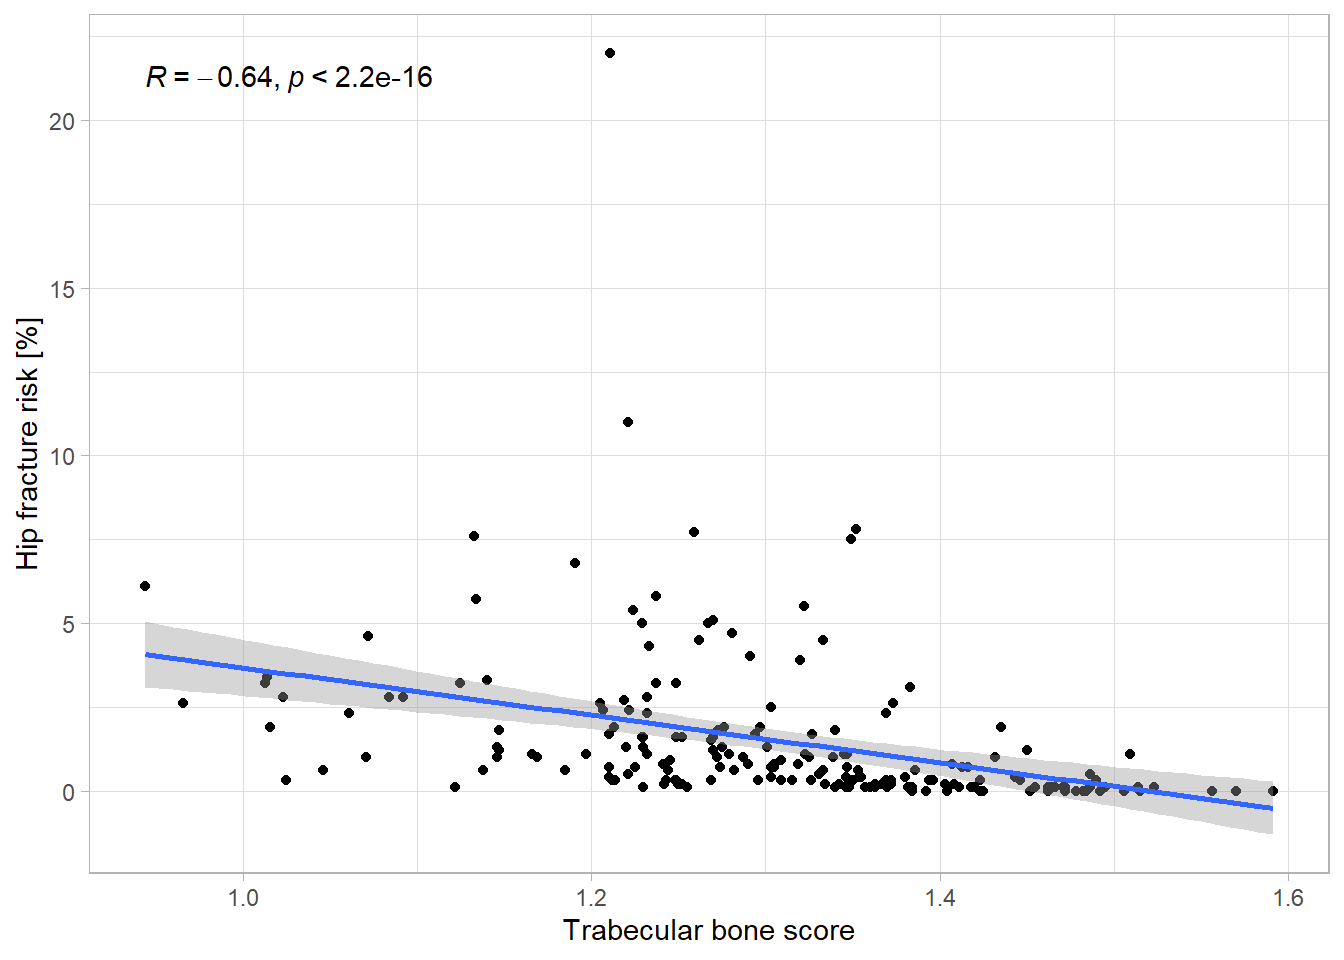 R = −0.64, p < 2.2e-16
20
15
10
5
0
Hip fracture risk [%]
1.0 1.2 1.4 1.6
Trabecular bone score